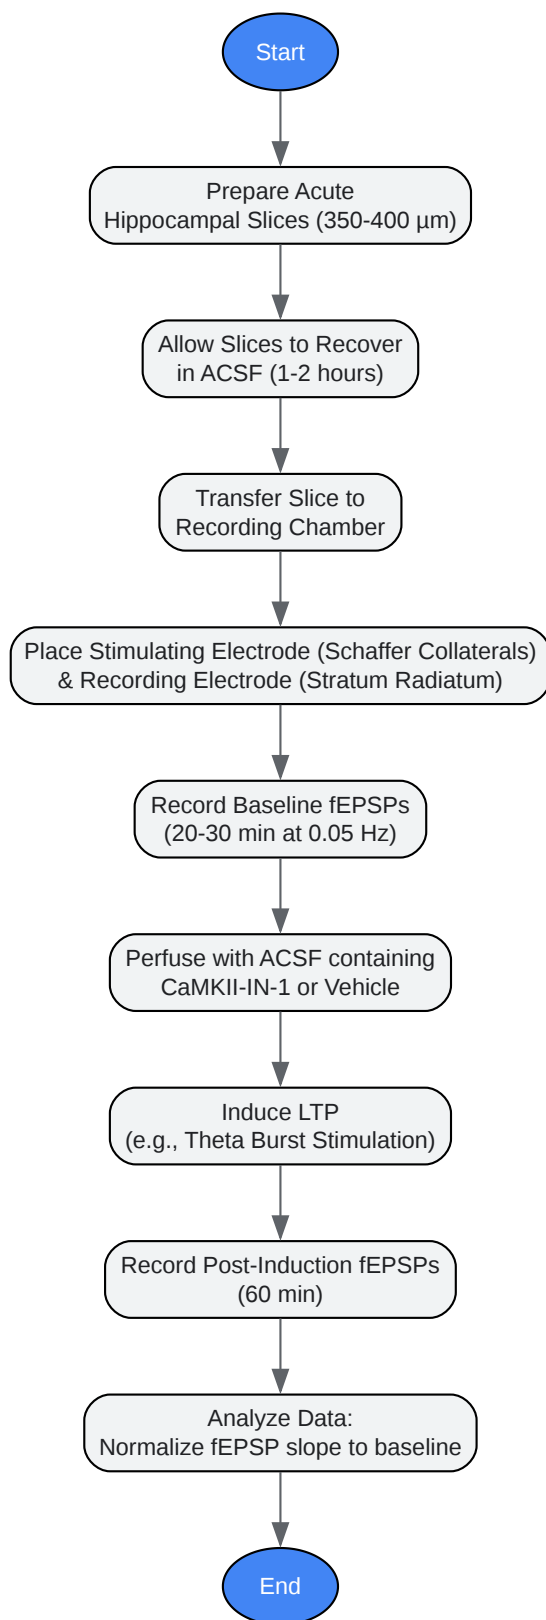 Start
Prepare Acute
Hippocampal Slices (350-400 µm)
Allow Slices to Recover
in ACSF (1-2 hours)
Transfer Slice to
Recording Chamber
Place Stimulating Electrode (Schaffer Collaterals)
& Recording Electrode (Stratum Radiatum)
Record Baseline fEPSPs
(20-30 min at 0.05 Hz)
Perfuse with ACSF containing
CaMKII-IN-1 or Vehicle
Induce LTP
(e.g., Theta Burst Stimulation)
Record Post-Induction fEPSPs
(60 min)
Analyze Data:
Normalize fEPSP slope to baseline
End